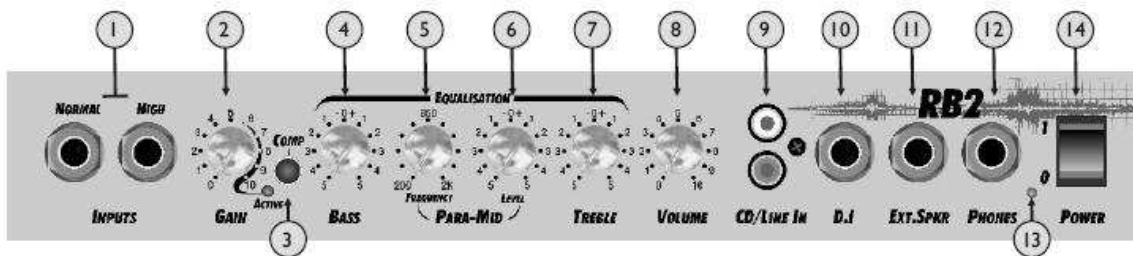 1 2 4 5 6 7 8 9 10 11 12 14
EQUALISATION
RB2
NORMAL HIGH
COMP
ACTIVE
FREQUENCY LEVEL
200 2K
0 10
1
0
INPUTS GAIN BASS PARA-MID TREBLE VOLUME CD/LINE IN D.I EXT.SPKR PHONES POWER
3 13